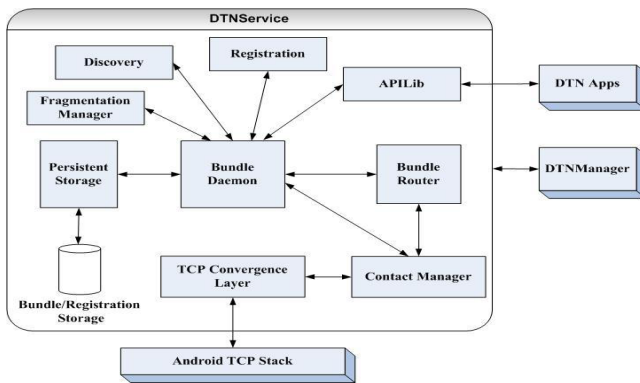 DTNService
Discovery
Registration
APILib
DTN Apps
Fragmentation
Manager
Persistent
Storage
Bundle
Daemon
Bundle
Router
DTNManager
TCP Convergence
Layer
Contact Manager
Bundle/Registration
Storage
Android TCP Stack